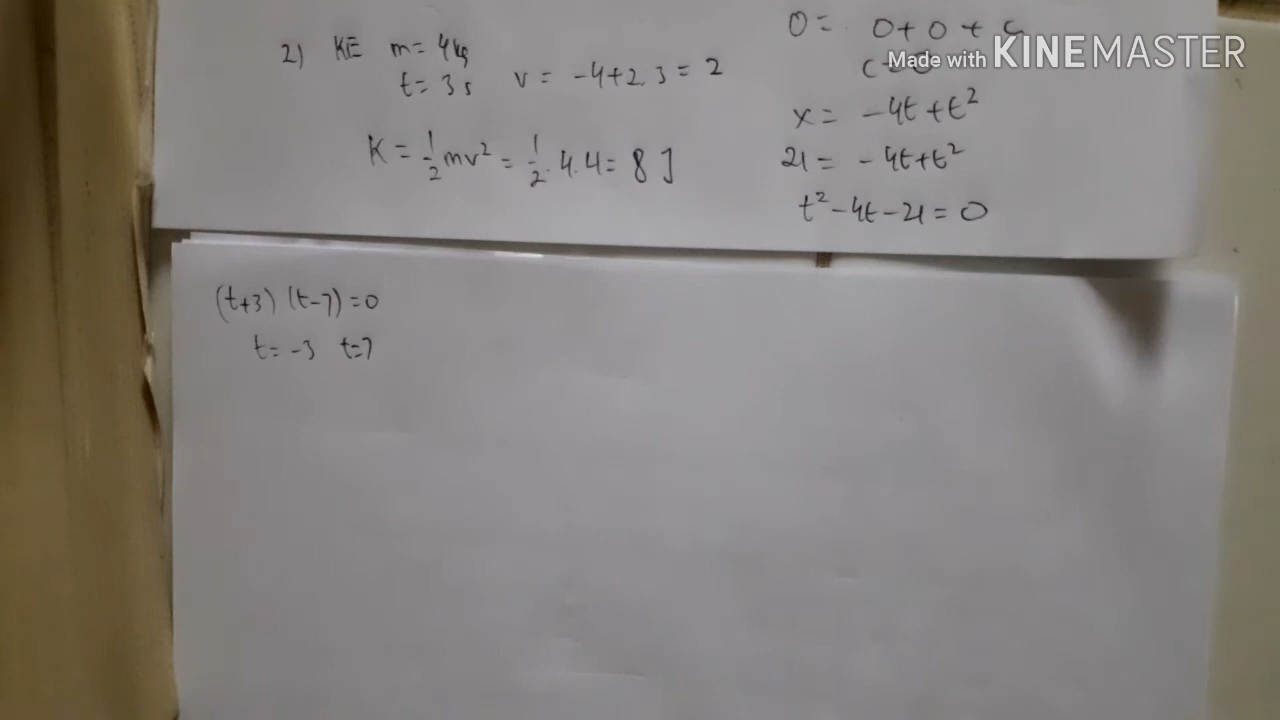 2) KE m = 4kg
t = 3s v = -4+2.3 = 2
K = 1/2 mv² = 1/2 . 4.4 = 8 J
0 = 0 + 0 + c
Made with KINEMASTER
x = -4t + t²
21 = -4t + t²
t² - 4t - 21 = 0
(t+3) (t-7) = 0
t = -3 t=7